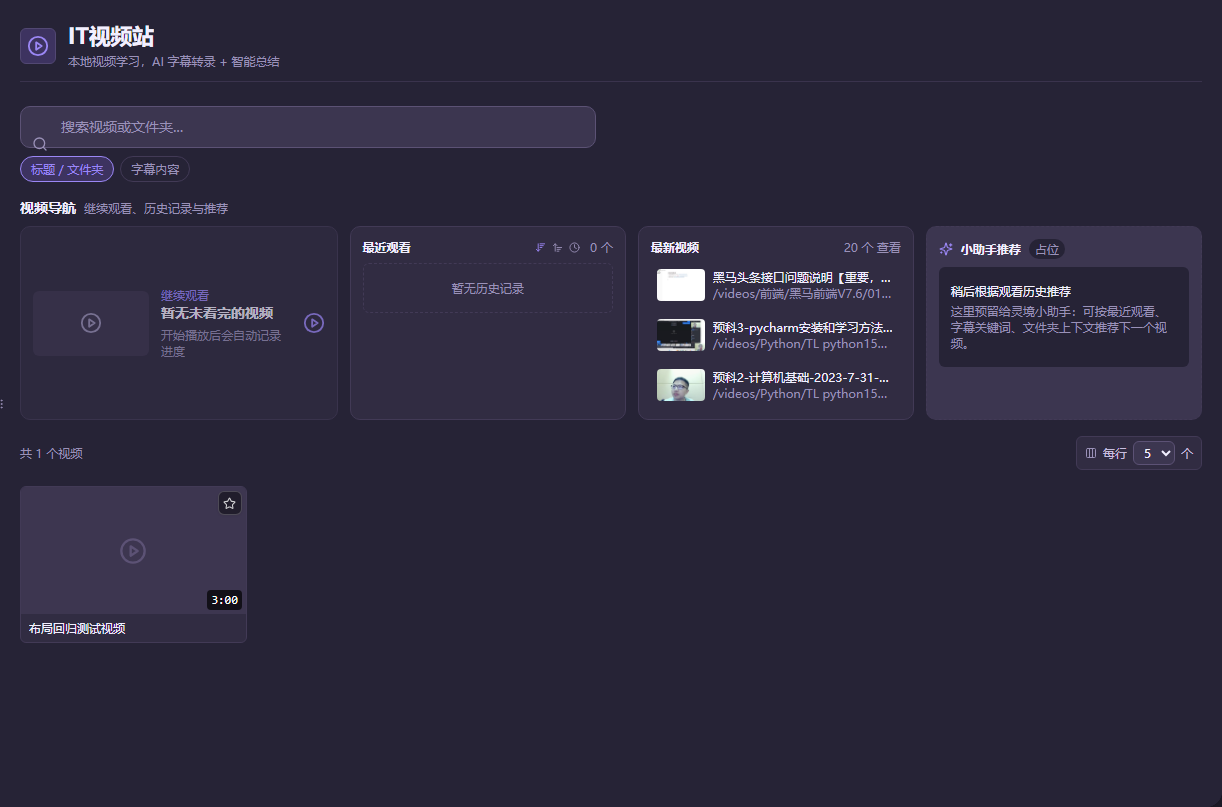 IT视频站
本地视频学习，AI 字幕转录 + 智能总结
搜索视频或文件夹...
标题 / 文件夹
字幕内容
视频导航 继续观看、历史记录与推荐
继续观看
暂无未看完的视频
开始播放后会自动记录
进度
最近观看 0 个
暂无历史记录
最新视频 20 个 查看
黑马头条接口问题说明【重要，...
/videos/前端/黑马前端V7.6/01...
预科3-pycharm安装和学习方法...
/videos/Python/TL python15...
预科2-计算机基础-2023-7-31-...
/videos/Python/TL python15...
小助手推荐 占位
稍后根据观看历史推荐
这里预留给灵境小助手：可按最近观看、
字幕关键词、文件夹上下文推荐下一个视
频。
共 1 个视频
每行 5 个
3:00
布局回归测试视频